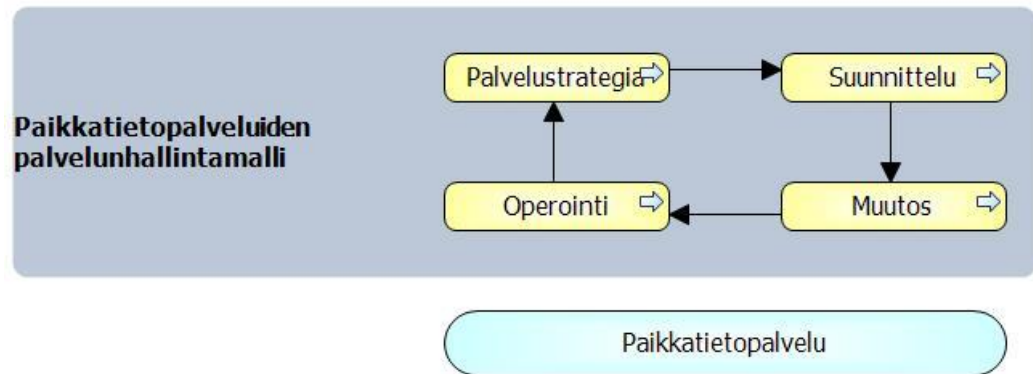 Palvelustrategia
Suunnittelu
Paikkatietopalveluiden
palvelunhallintamalli
Operointi
Muutos
Paikkatietopalvelu